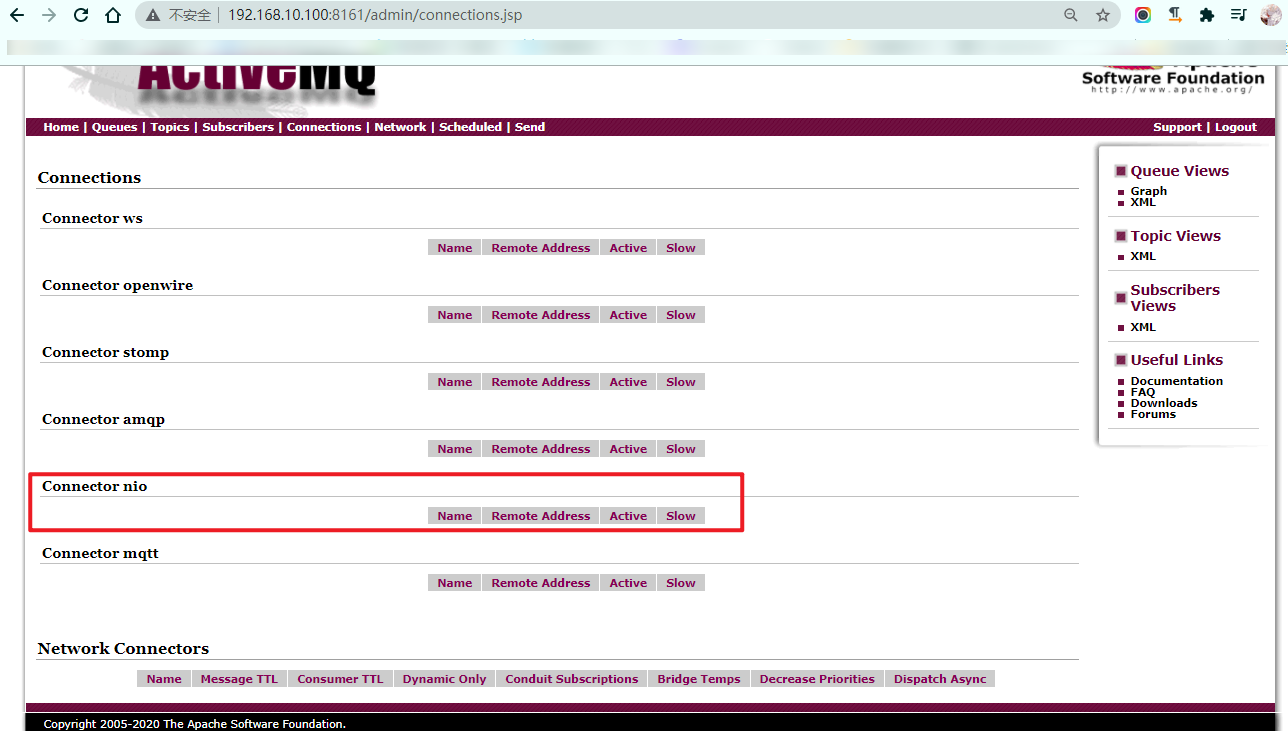 不安全 192.168.10.100:8161/admin/connections.jsp
ActiveMQ
Apache
Software Foundation
http://www.apache.org/
Home | Queues | Topics | Subscribers | Connections | Network | Scheduled | Send
Support | Logout
Connections
Connector ws
Name Remote Address Active Slow
Connector openwire
Name Remote Address Active Slow
Connector stomp
Name Remote Address Active Slow
Connector amqp
Name Remote Address Active Slow
Connector nio
Name Remote Address Active Slow
Connector mqtt
Name Remote Address Active Slow
Network Connectors
Name Message TTL Consumer TTL Dynamic Only Conduit Subscriptions Bridge Temps Decrease Priorities Dispatch Async
Queue Views
Graph
XML
Topic Views
XML
Subscribers
Views
XML
Useful Links
Documentation
FAQ
Downloads
Forums
Copyright 2005-2020 The Apache Software Foundation.